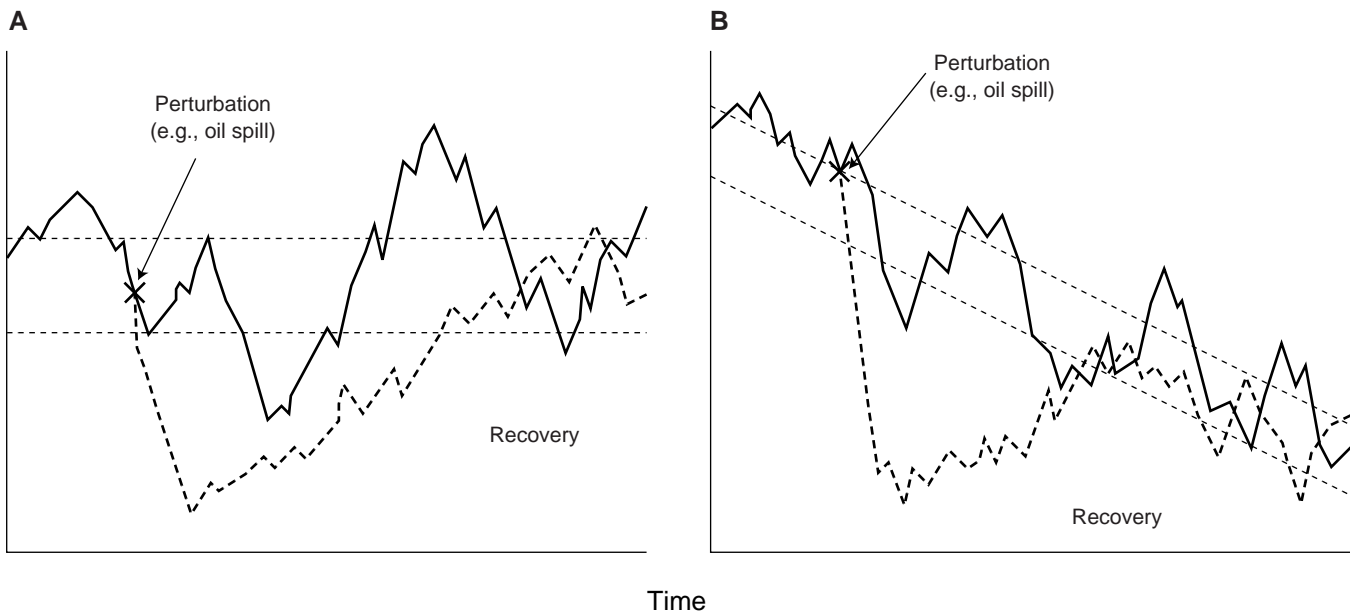 A
Perturbation
(e.g., oil spill)
Recovery
B
Perturbation
(e.g., oil spill)
Recovery
Time